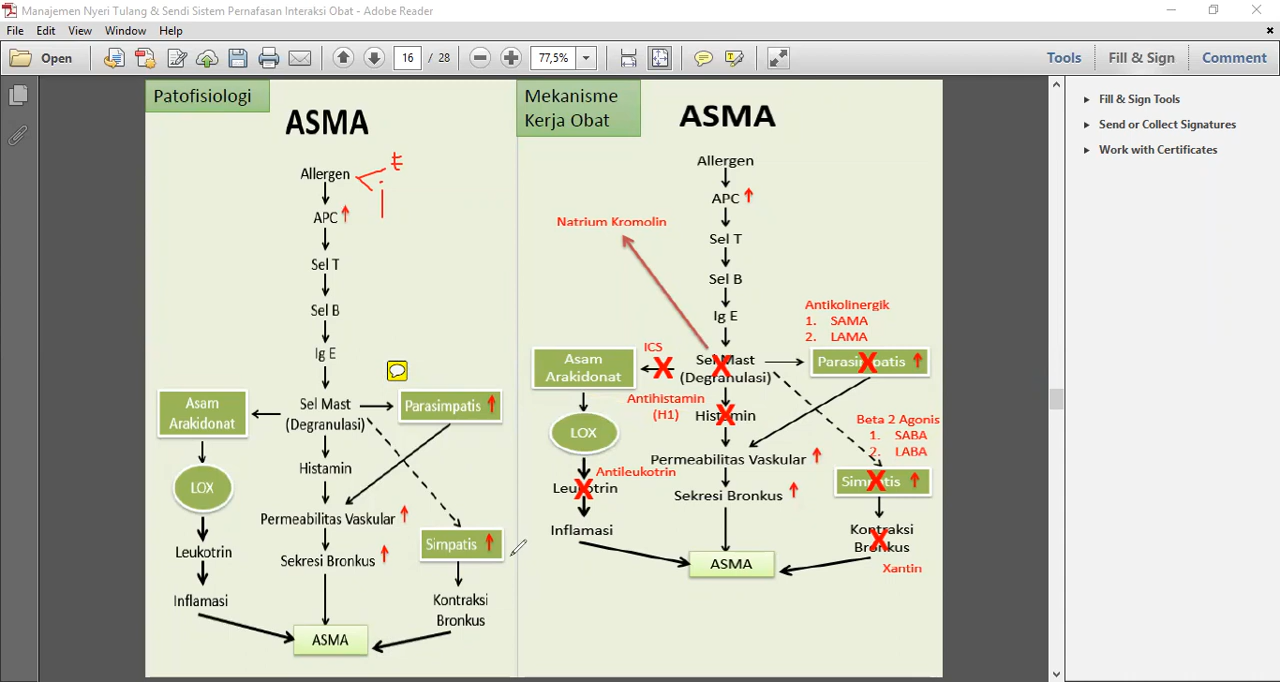 Manajemen Nyeri Tulang & Sendi Sistem Pernafasan Interaksi Obat - Adobe Reader
File Edit View Window Help
Open 16 / 28 77,5% Tools Fill & Sign Comment
Fill & Sign Tools
Send or Collect Signatures
Work with Certificates
Patofisiologi
ASMA
Allergen
APC
Sel T
Sel B
Ig E
Sel Mast
(Degranulasi)
Parasimpatis
Asam
Arakidonat
LOX
Histamin
Permeabilitas Vaskular
Leukotrin
Sekresi Bronkus
Simpatis
Inflamasi
Kontraksi
Bronkus
ASMA
Mekanisme
Kerja Obat
ASMA
Allergen
APC
Natrium Kromolin
Sel T
Sel B
Ig E
Antikolinergik
1. SAMA
2. LAMA
ICS
Asam
Arakidonat
Sel Mast
(Degranulasi)
Parasimpatis
Antihistamin
(H1)
Histamin
Beta 2 Agonis
1. SABA
2. LABA
LOX
Permeabilitas Vaskular
Antileukotrin
Leukotrin
Sekresi Bronkus
Simpatis
Inflamasi
Kontraksi
Bronkus
ASMA
Xantin